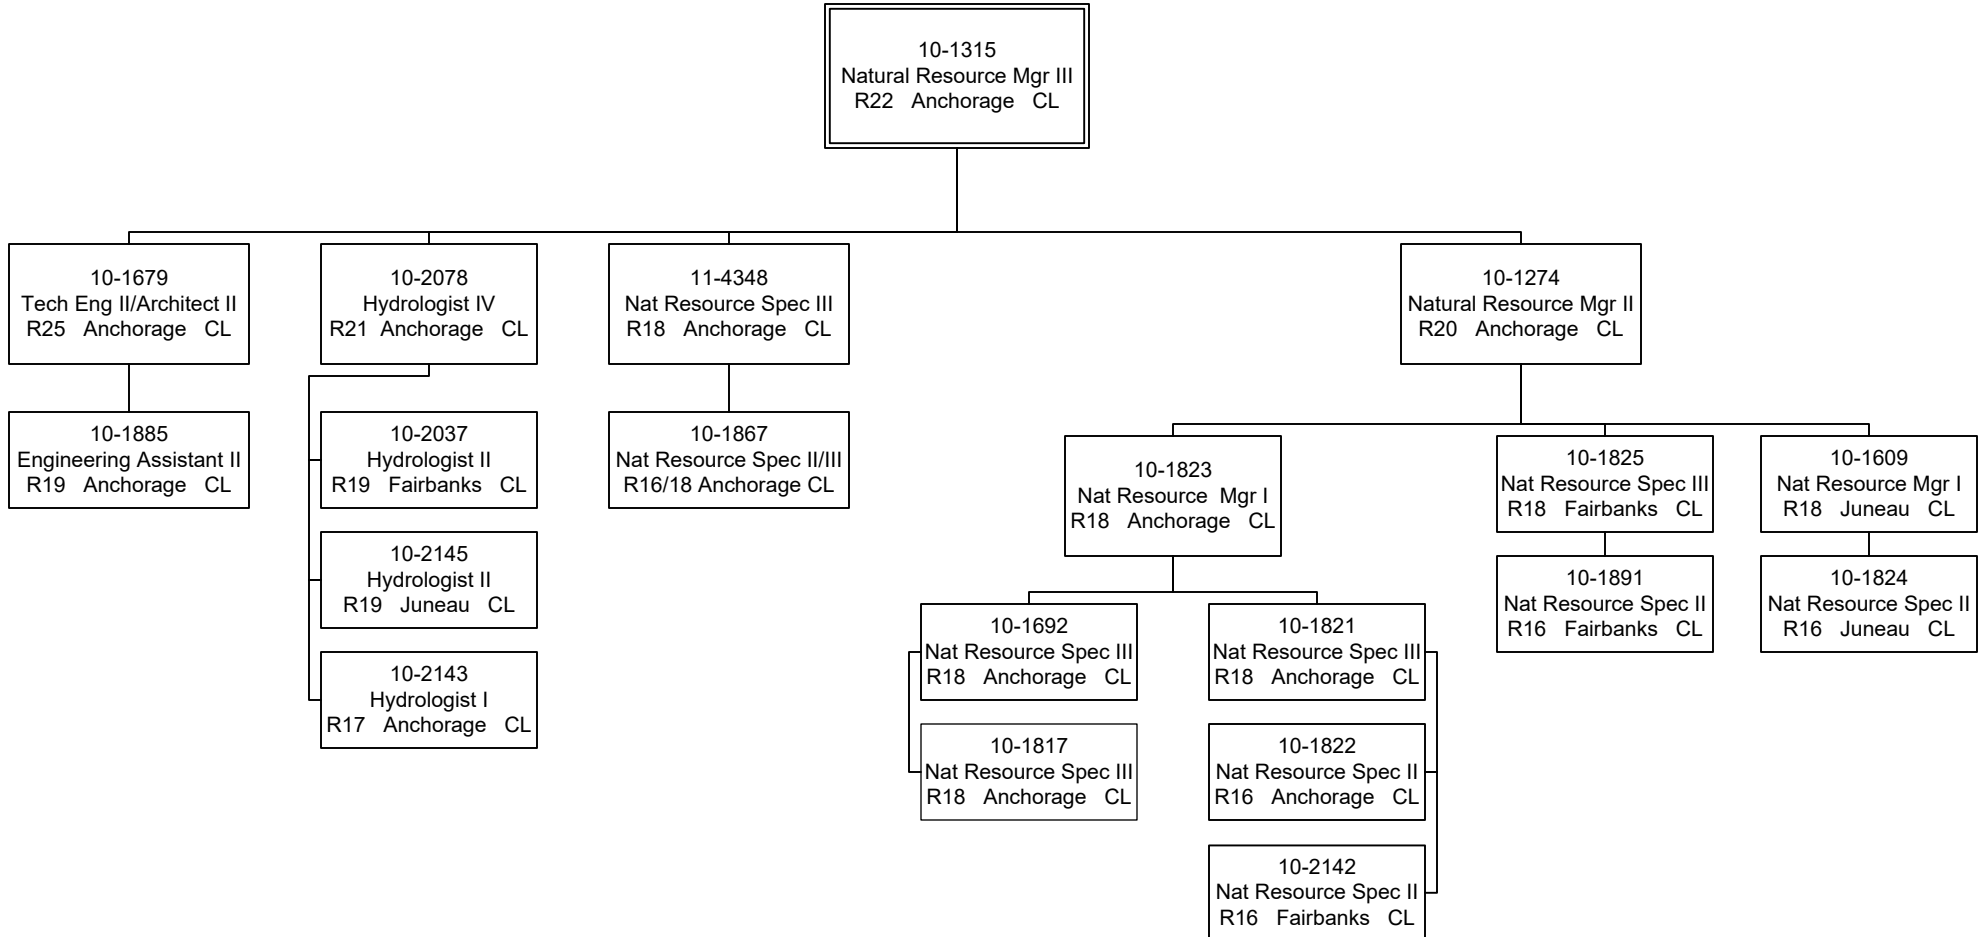 10-1315
Natural Resource Mgr III
R22 Anchorage CL
10-1679
Tech Eng II/Architect II
R25 Anchorage CL
10-2078
Hydrologist IV
R21 Anchorage CL
11-4348
Nat Resource Spec III
R18 Anchorage CL
10-1274
Natural Resource Mgr II
R20 Anchorage CL
10-1885
Engineering Assistant II
R19 Anchorage CL
10-2037
Hydrologist II
R19 Fairbanks CL
10-1867
Nat Resource Spec II/III
R16/18 Anchorage CL
10-1823
Nat Resource Mgr I
R18 Anchorage CL
10-1825
Nat Resource Spec III
R18 Fairbanks CL
10-1609
Nat Resource Mgr I
R18 Juneau CL
10-2145
Hydrologist II
R19 Juneau CL
10-1891
Nat Resource Spec II
R16 Fairbanks CL
10-1824
Nat Resource Spec II
R16 Juneau CL
10-2143
Hydrologist I
R17 Anchorage CL
10-1692
Nat Resource Spec III
R18 Anchorage CL
10-1821
Nat Resource Spec III
R18 Anchorage CL
10-1817
Nat Resource Spec III
R18 Anchorage CL
10-1822
Nat Resource Spec II
R16 Anchorage CL
10-2142
Nat Resource Spec II
R16 Fairbanks CL